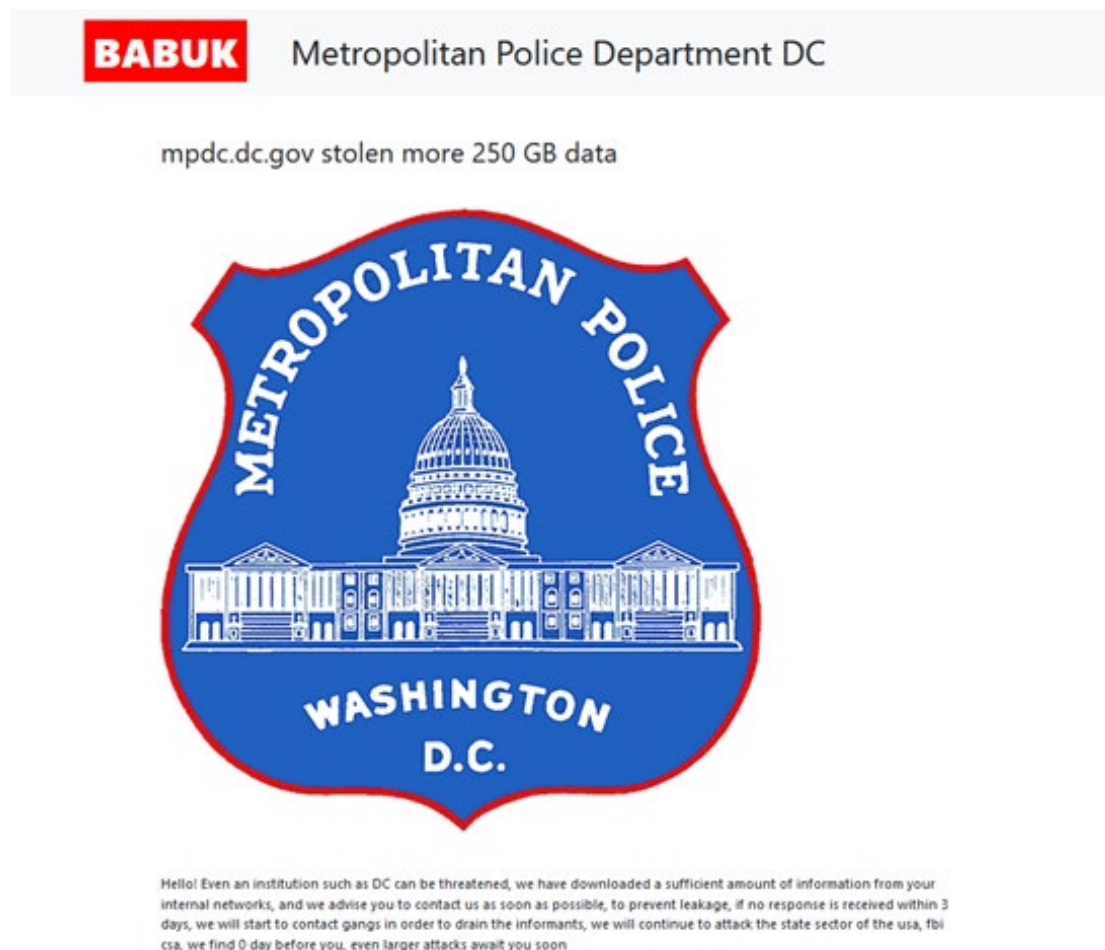 BABUK
Metropolitan Police Department DC
mpdc.dc.gov stolen more 250 GB data
METROPOLITAN POLICE
WASHINGTON
D.C.
Hello! Even an institution such as DC can be threatened, we have downloaded a sufficient amount of information from your
internal networks, and we advise you to contact us as soon as possible, to prevent leakage, if no response is received within 3
days, we will start to contact gangs in order to drain the informants, we will continue to attack the state sector of the usa, fbi
csa, we find 0 day before you, even larger attacks await you soon